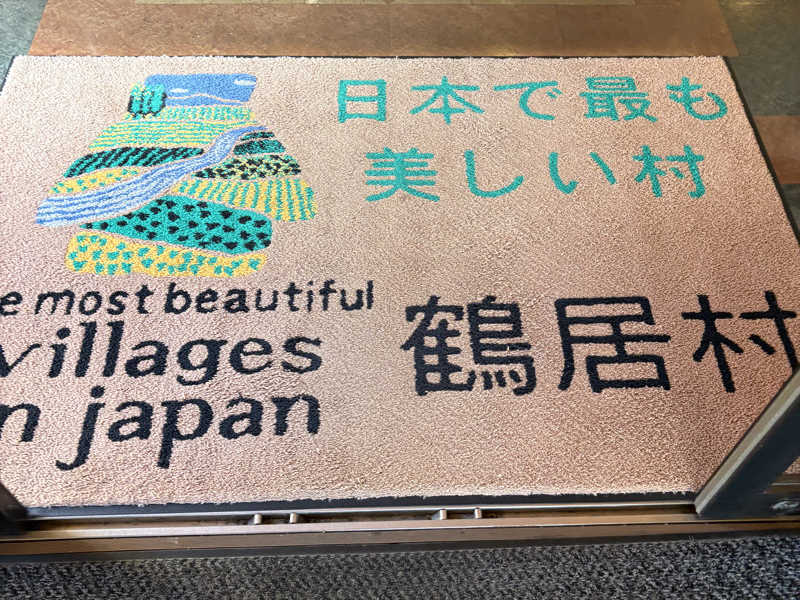 日本で最も
美しい村
e most beautiful
villages
n japan
鶴居村